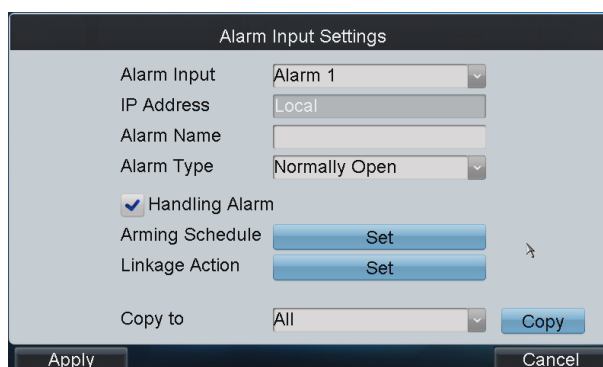 Alarm Input Settings
Alarm Input Alarm 1
IP Address Local
Alarm Name
Alarm Type Normally Open
Handling Alarm
Arming Schedule Set
Linkage Action Set
Copy to All Copy
Apply Cancel